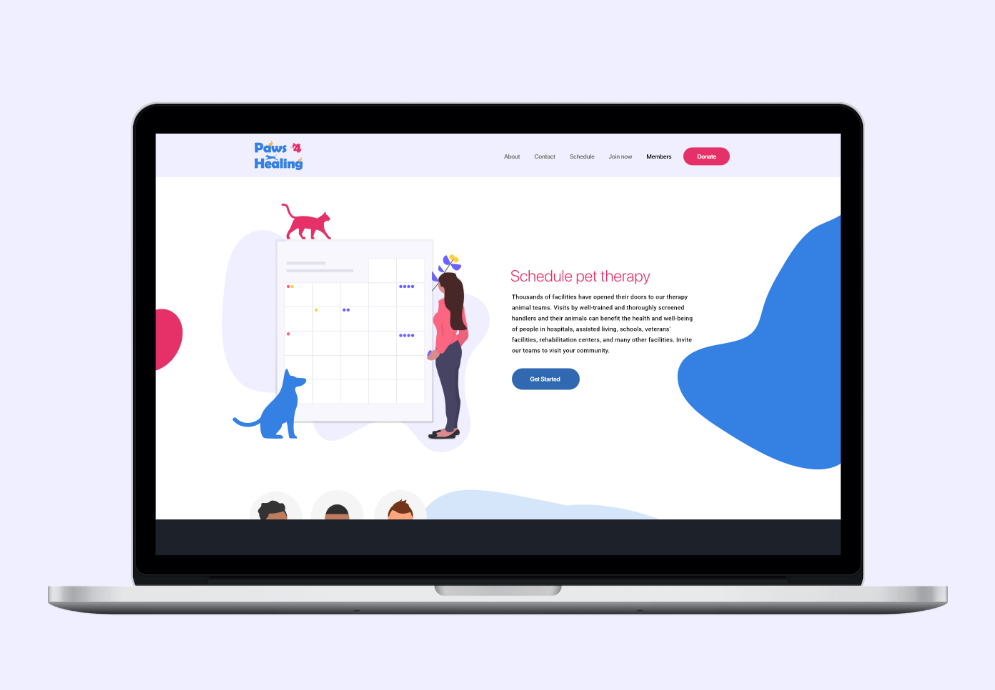 Paws 4
Healing
About Contact Schedule Join now Members Donate
Schedule pet therapy
Thousands of facilities have opened their doors to our therapy
animal teams. Visits by well-trained and thoroughly screened
handlers and their animals can benefit the health and well-being
of people in hospitals, assisted living, schools, veterans'
facilities, rehabilitation centers, and many other facilities. Invite
our teams to visit your community.
Get Started